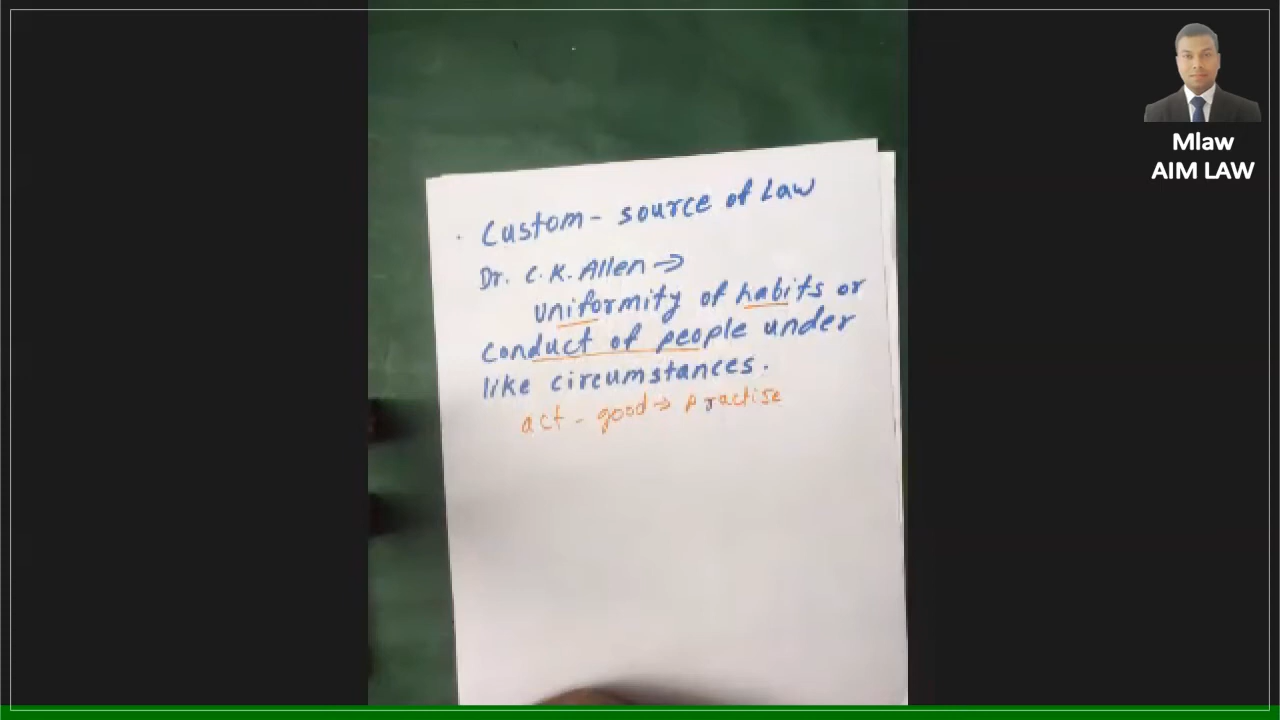 Custom - source of Law
Dr. C.K. Allen →
uniformity of habits or
conduct of people under
like circumstances.
act - good → practise
Mlaw
AIM LAW